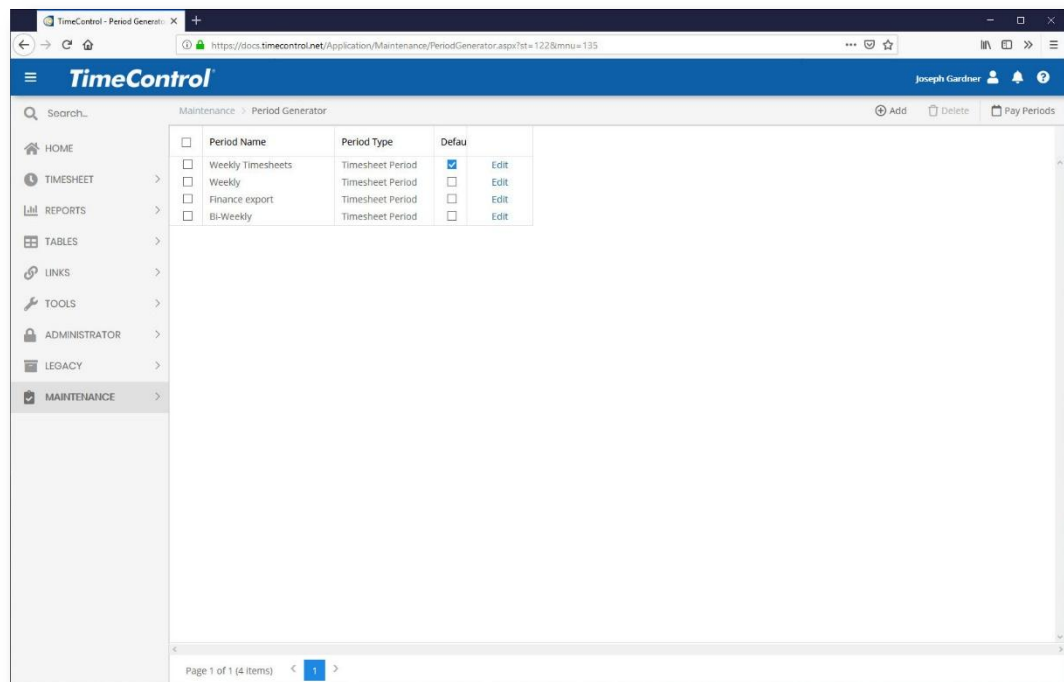 TimeControl - Period Generati
https://docs.timecontrol.net/Application/Maintenance/PeriodGenerator.aspx?st=122&mnu=135
TimeControl
Joseph Gardner
Search...
Maintenance > Period Generator
Add
Delete
Pay Periods
HOME
TIMESHEET
REPORTS
TABLES
LINKS
TOOLS
ADMINISTRATOR
LEGACY
MAINTENANCE
Period Name Period Type Defau
Weekly Timesheets Timesheet Period Edit
Weekly Timesheet Period Edit
Finance export Timesheet Period Edit
Bi-Weekly Timesheet Period Edit
Page 1 of 1 (4 items) < 1 >